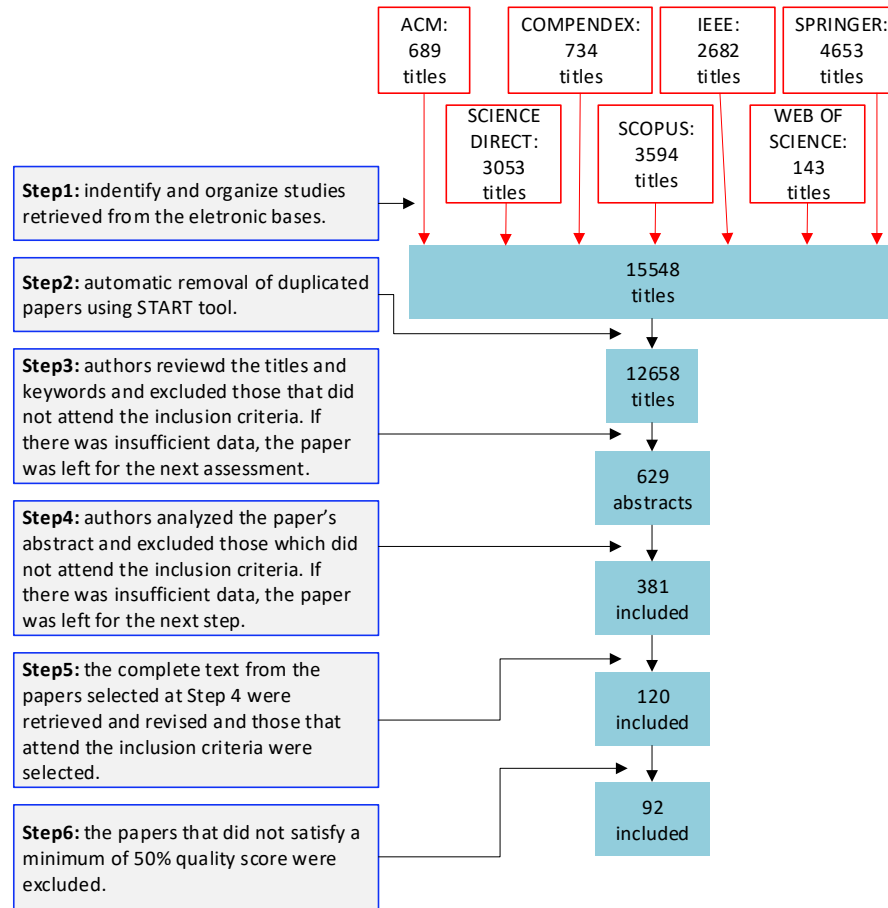 ACM:
689
titles
COMPENDEX:
734
titles
IEEE:
2682
titles
SPRINGER:
4653
titles
SCIENCE
DIRECT:
3053
titles
SCOPUS:
3594
titles
WEB OF
SCIENCE:
143
titles
Step1: indentify and organize studies
retrieved from the eletronic bases.
15548
titles
Step2: automatic removal of duplicated
papers using START tool.
12658
titles
Step3: authors reviewd the titles and
keywords and excluded those that did
not attend the inclusion criteria. If
there was insufficient data, the paper
was left for the next assessment.
629
abstracts
Step4: authors analyzed the paper's
abstract and excluded those which did
not attend the inclusion criteria. If
there was insufficient data, the paper
was left for the next step.
381
included
Step5: the complete text from the
papers selected at Step 4 were
retrieved and revised and those that
attend the inclusion criteria were
selected.
120
included
Step6: the papers that did not satisfy a
minimum of 50% quality score were
excluded.
92
included